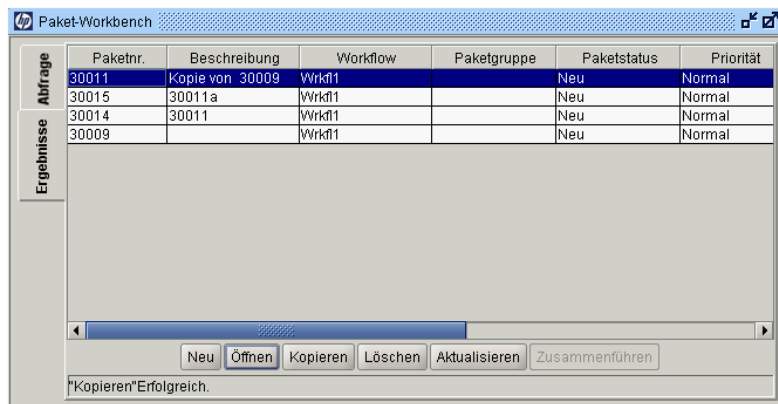 hp Paket-Workbench
Abfrage
Ergebnisse
Paketnr. Beschreibung Workflow Paketgruppe Paketstatus Priorität
30011 Kopie von 30009 Wrkfl1 Neu Normal
30015 30011a Wrkfl1 Neu Normal
30014 30011 Wrkfl1 Neu Normal
30009 Wrkfl1 Neu Normal
Neu Öffnen Kopieren Löschen Aktualisieren Zusammenführen
"Kopieren"Erfolgreich.